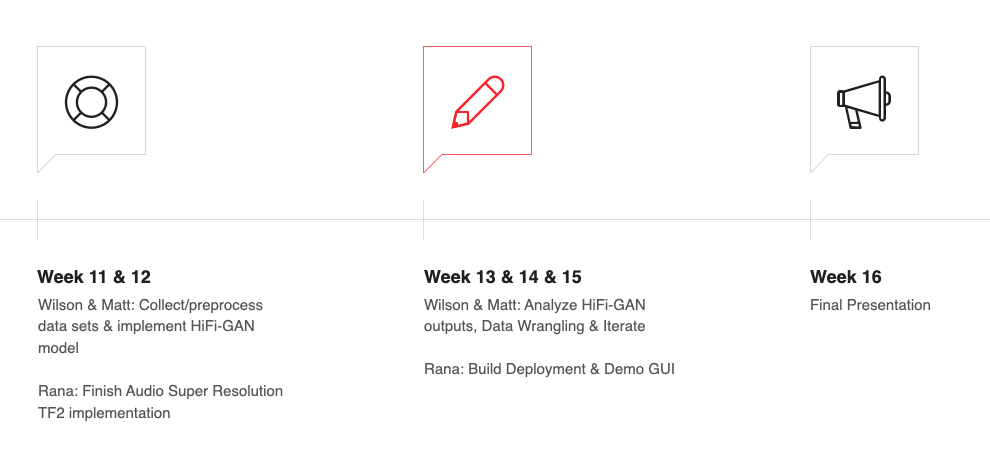 Week 11 & 12
Wilson & Matt: Collect/preprocess
data sets & implement HiFi-GAN
model
Rana: Finish Audio Super Resolution
TF2 implementation
Week 13 & 14 & 15
Wilson & Matt: Analyze HiFi-GAN
outputs, Data Wrangling & Iterate
Rana: Build Deployment & Demo GUI
Week 16
Final Presentation